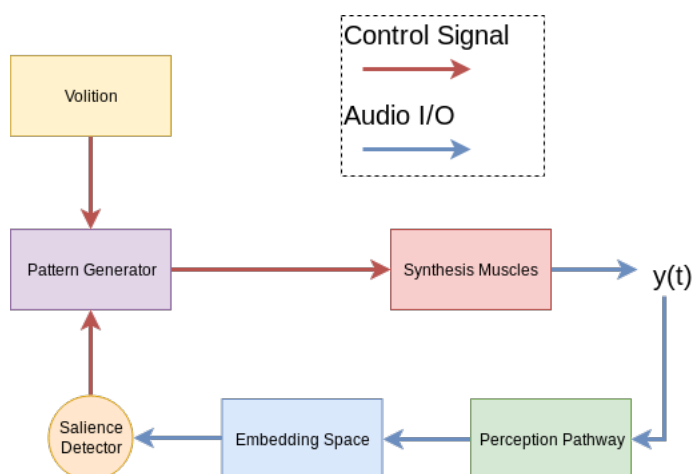 Control Signal
Audio I/O
Volition
Pattern Generator
Synthesis Muscles
y(t)
Salience
Detector
Embedding Space
Perception Pathway